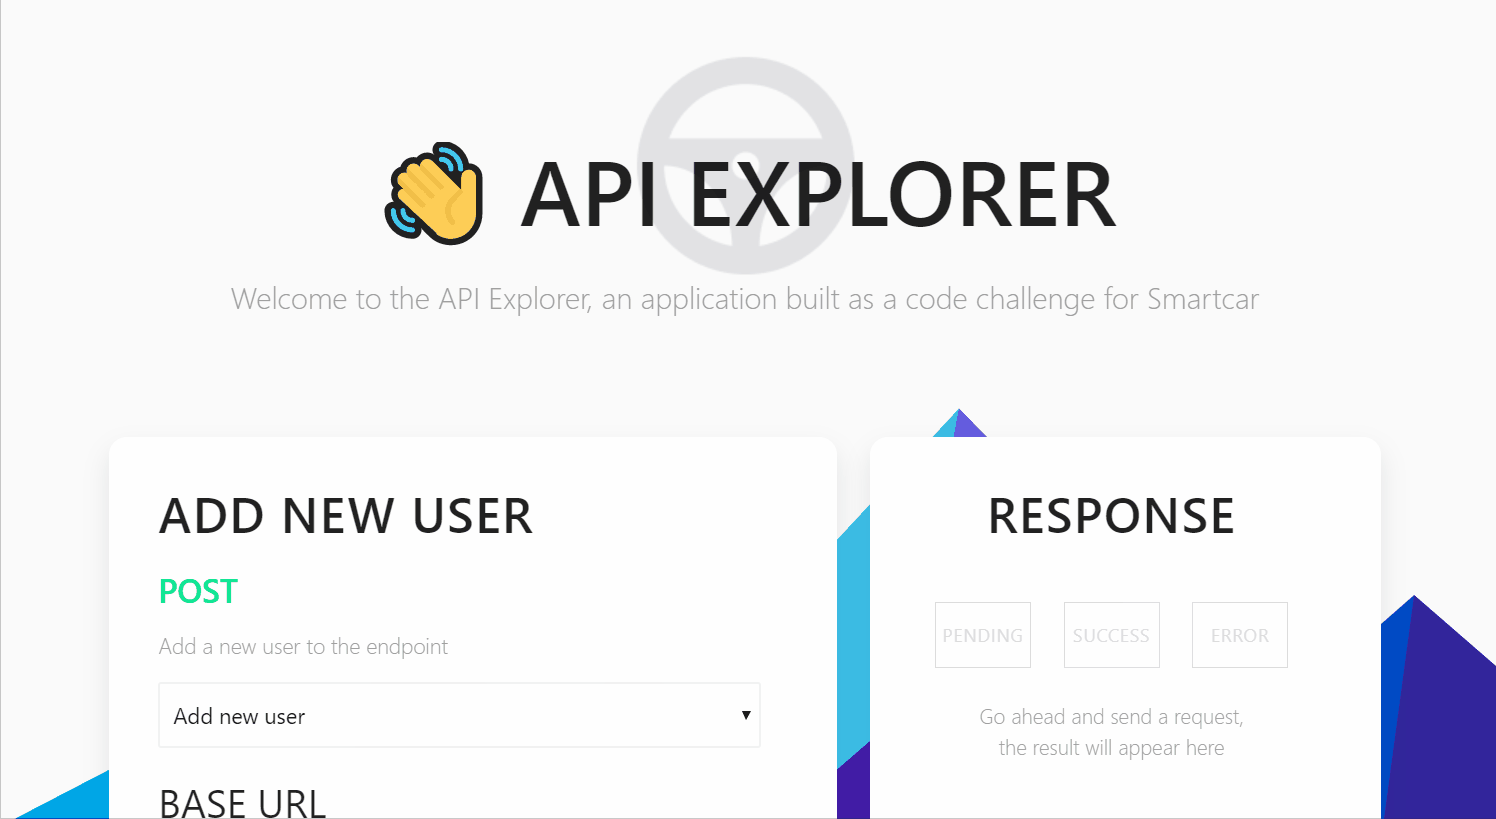 API EXPLORER
Welcome to the API Explorer, an application built as a code challenge for Smartcar
ADD NEW USER
POST
Add a new user to the endpoint
Add new user
BASE URL
RESPONSE
PENDING SUCCESS ERROR
Go ahead and send a request,
the result will appear here